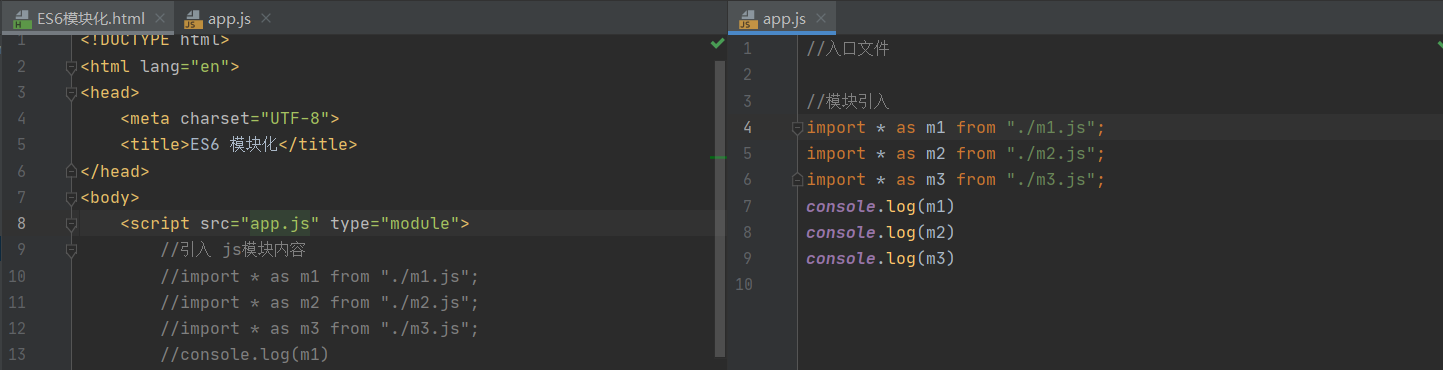 ES6模块化.html
app.js
1 <!DOCTYPE html>
2 <html lang="en">
3 <head>
4 <meta charset="UTF-8">
5 <title>ES6 模块化</title>
6 </head>
7 <body>
8 <script src="app.js" type="module">
9 //引入 js模块内容
10 //import * as m1 from "./m1.js";
11 //import * as m2 from "./m2.js";
12 //import * as m3 from "./m3.js";
13 //console.log(m1)
app.js
1 //入口文件
2
3 //模块引入
4 import * as m1 from "./m1.js";
5 import * as m2 from "./m2.js";
6 import * as m3 from "./m3.js";
7 console.log(m1)
8 console.log(m2)
9 console.log(m3)
10